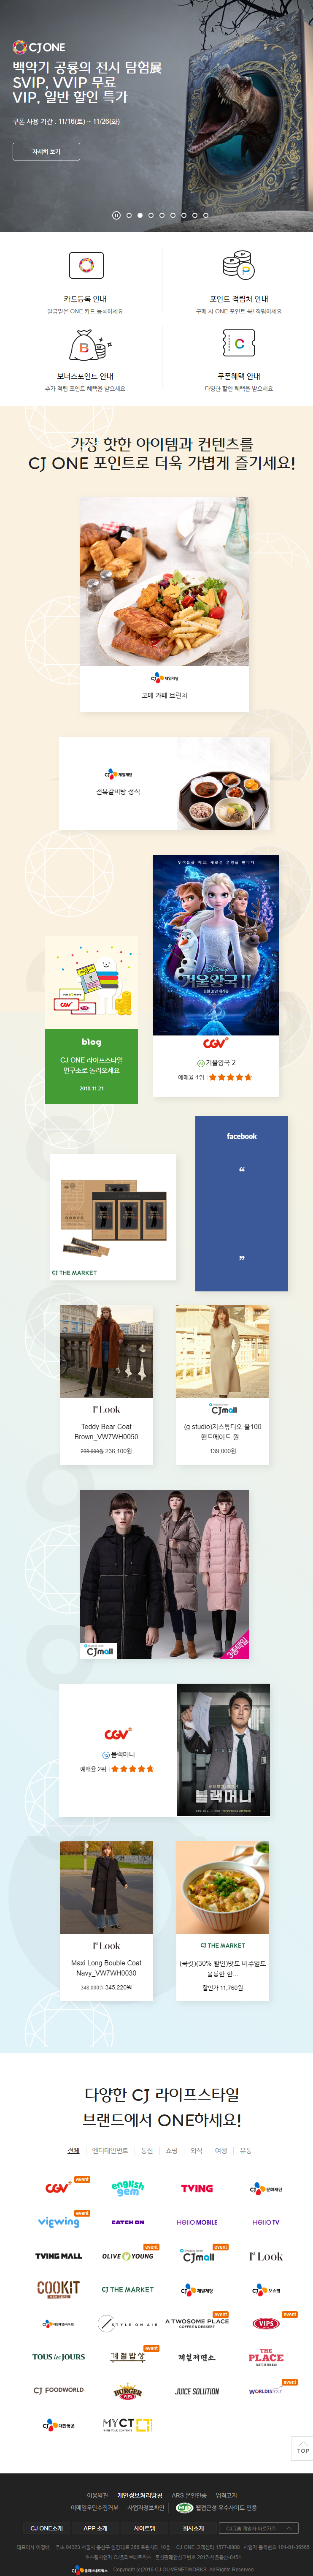 CJ ONE
백악기 공룡의 전시 탐험展
SVIP, VVIP 무료
VIP, 일반 할인 특가
쿠폰 사용 기간 : 11/16(토) ~ 11/26(화)
자세히 보기
카드등록 안내
발급받은 ONE 카드 등록하세요
포인트 적립처 안내
구매 시 ONE 포인트 꼭! 적립하세요
보너스포인트 안내
추가 적립 포인트 혜택을 받으세요
쿠폰혜택 안내
다양한 할인 혜택을 받으세요
가장 핫한 아이템과 컨텐츠를
CJ ONE 포인트로 더욱 가볍게 즐기세요!
CJ 제일제당
고메 카페 브런치
CJ 제일제당
전복갈비탕 정식
Disney
겨울왕국 II
CGV
겨울왕국 2
예매율 1위
blog
CJ ONE 라이프스타일
연구소로 놀러오세요
2018.11.21
facebook
CJ THE MARKET
1st Look
Teddy Bear Coat
Brown_VW7WH0050
238,000원 236,100원
CJmall
(g studio)지스튜디오 울100
핸드메이드 원...
139,000원
CJmall
3종택일
CGV
블랙머니
예매율 2위
블랙머니
1st Look
Maxi Long Bouble Coat
Navy_VW7WH0030
348,000원 345,220원
CJ THE MARKET
(쿡킷)(30% 할인)맛도 비주얼도
훌륭한 한...
할인가 11,760원
다양한 CJ 라이프스타일
브랜드에서 ONE하세요!
전체 엔터테인먼트 통신 쇼핑 외식 여행 유통
CGV event english gem TVING CJ 문화재단
viewing event CATCH ON Hello MOBILE Hello TV
TVING MALL OLIVE YOUNG event CJmall event 1st Look
COOKIT CJ THE MARKET CJ 제일제당 CJ 오쇼핑
STYLE ON AIR A TWOSOME PLACE COFFEE & DESSERT event VIPS event
TOUS les JOURS 계절밥상 event 제일제면소 THE PLACE
CJ FOODWORLD BURGER JUICE SOLUTION WORLDIS tour event
CJ 대한통운 MY CT
TOP
이용약관 개인정보처리방침 ARS 본인인증 법적고지
이메일무단수집거부 사업자정보확인 웹접근성 우수사이트 인증
CJ ONE소개 APP 소개 사이트맵 회사소개 CJ그룹 계열사 바로가기
CJ 올리브네트웍스 Copyright (c)2016 CJ OLIVENETWORKS. All Rights Reserved